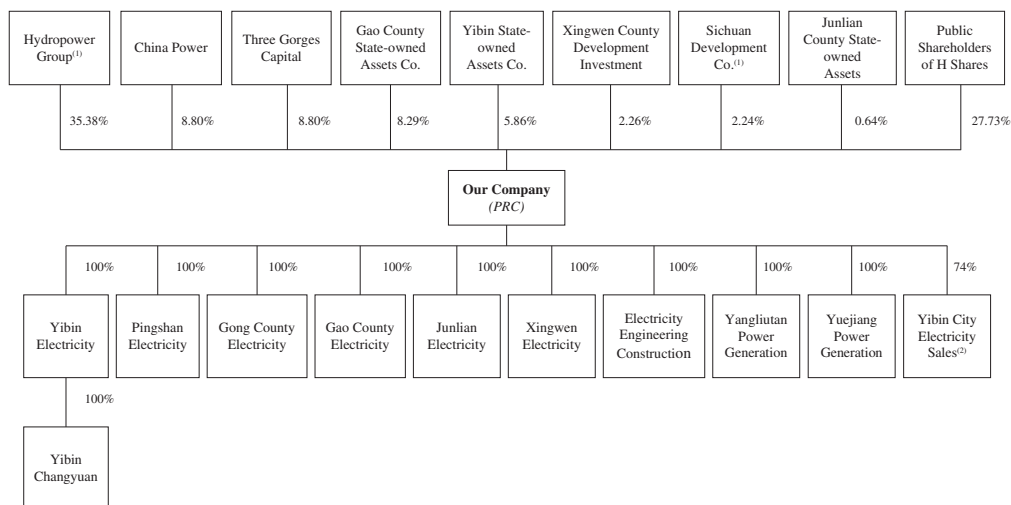 Hydropower
Group(1)
China Power
Three Gorges
Capital
Gao County
State-owned
Assets Co.
Yibin State-
owned
Assets Co.
Xingwen County
Development
Investment
Sichuan
Development
Co.(1)
Junlian
County State-
owned
Assets
Public
Shareholders
of H Shares
35.38%
8.80%
8.80%
8.29%
5.86%
2.26%
2.24%
0.64%
27.73%
Our Company
(PRC)
100%
100%
100%
100%
100%
100%
100%
100%
100%
74%
Yibin
Electricity
Pingshan
Electricity
Gong County
Electricity
Gao County
Electricity
Junlian
Electricity
Xingwen
Electricity
Electricity
Engineering
Construction
Yangliutan
Power
Generation
Yuejiang
Power
Generation
Yibin City
Electricity
Sales(2)
100%
Yibin
Changyuan